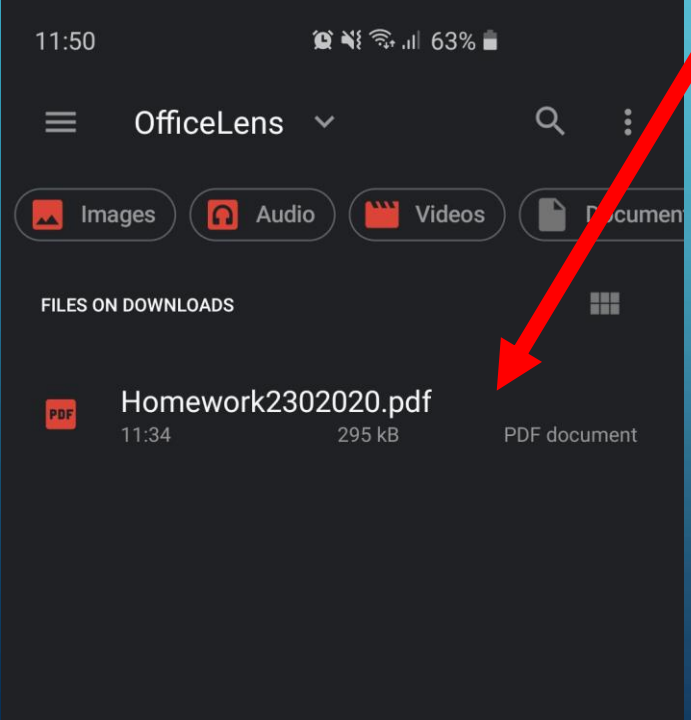 11:50 63%
OfficeLens
Images Audio Videos Documen
FILES ON DOWNLOADS
PDF Homework2302020.pdf
11:34 295 kB PDF document